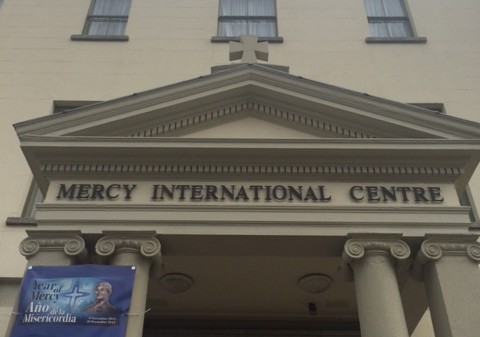 MERCY INTERNATIONAL CENTRE
Year
of
Mercy
Año
de la
Misericordia